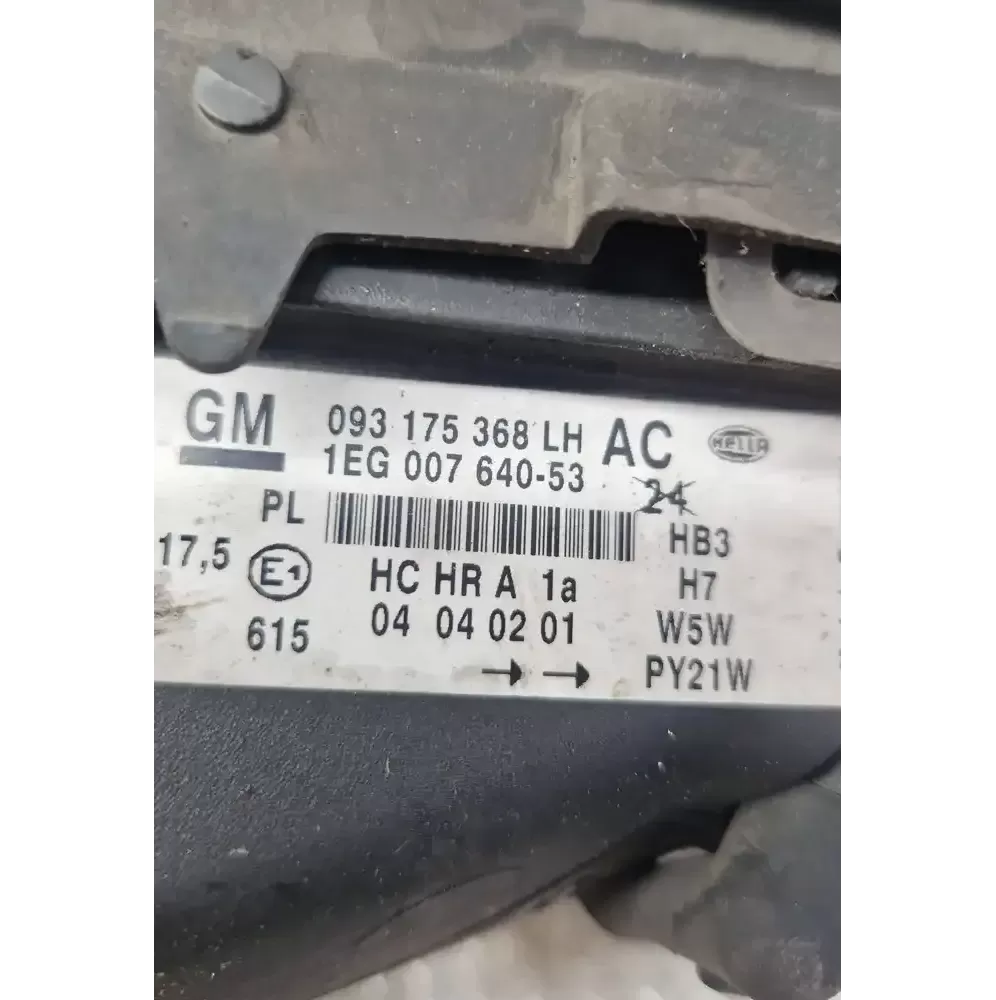 GM 093 175 368 LH AC HELLA
1EG 007 640-53
24
PL HB3
17,5 E1 HC HR A 1a H7
615 04 04 02 01 W5W
→ → PY21W